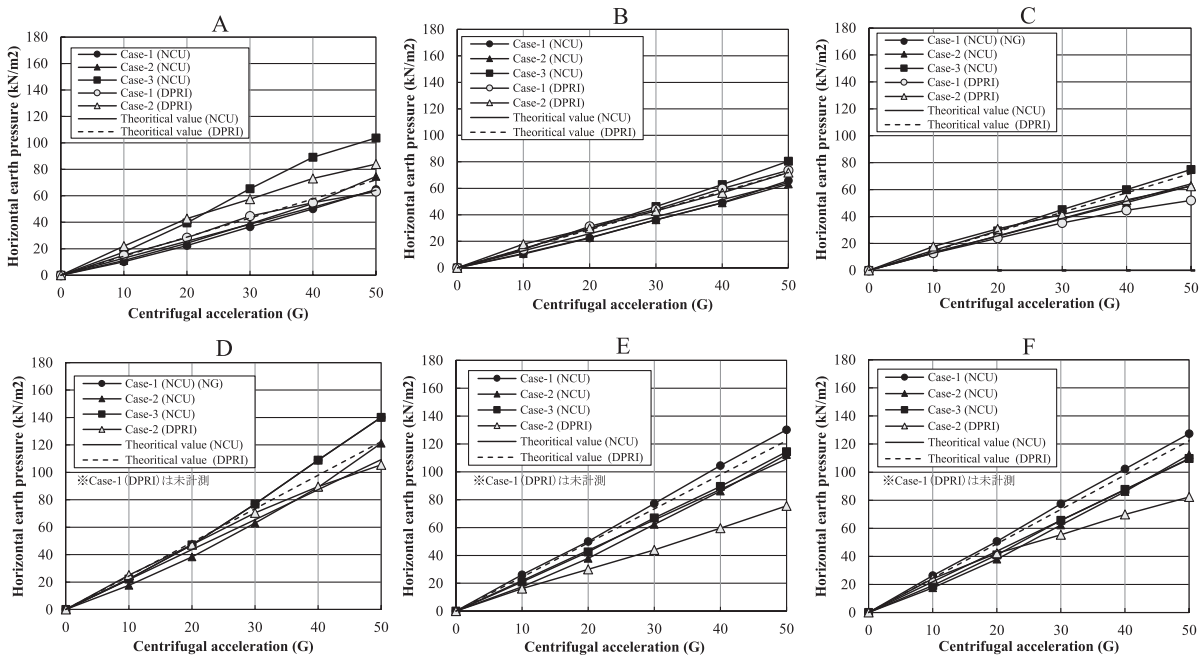 A
Horizontal earth pressure (kN/m2)
180
160
140
120
100
80
60
40
20
0
Case-1 (NCU)
Case-2 (NCU)
Case-3 (NCU)
Case-1 (DPRI)
Case-2 (DPRI)
Theoritical value (NCU)
Theoritical value (DPRI)
0 10 20 30 40 50
Centrifugal acceleration (G)
B
Horizontal earth pressure (kN/m2)
180
160
140
120
100
80
60
40
20
0
Case-1 (NCU)
Case-2 (NCU)
Case-3 (NCU)
Case-1 (DPRI)
Case-2 (DPRI)
Theoritical value (NCU)
Theoritical value (DPRI)
0 10 20 30 40 50
Centrifugal acceleration (G)
C
Horizontal earth pressure (kN/m2)
180
160
140
120
100
80
60
40
20
0
Case-1 (NCU) (NG)
Case-2 (NCU)
Case-3 (NCU)
Case-1 (DPRI)
Case-2 (DPRI)
Theoritical value (NCU)
Theoritical value (DPRI)
0 10 20 30 40 50
Centrifugal acceleration (G)
D
Horizontal earth pressure (kN/m2)
180
160
140
120
100
80
60
40
20
0
Case-1 (NCU) (NG)
Case-2 (NCU)
Case-3 (NCU)
Case-2 (DPRI)
Theoritical value (NCU)
Theoritical value (DPRI)
※Case-1（DPRI）は未計測
0 10 20 30 40 50
Centrifugal acceleration (G)
E
Horizontal earth pressure (kN/m2)
180
160
140
120
100
80
60
40
20
0
Case-1 (NCU)
Case-2 (NCU)
Case-3 (NCU)
Case-2 (DPRI)
Theoritical value (NCU)
Theoritical value (DPRI)
※Case-1（DPRI）は未計測
0 10 20 30 40 50
Centrifugal acceleration (G)
F
Horizontal earth pressure (kN/m2)
180
160
140
120
100
80
60
40
20
0
Case-1 (NCU)
Case-2 (NCU)
Case-3 (NCU)
Case-2 (DPRI)
Theoritical value (NCU)
Theoritical value (DPRI)
※Case-1（DPRI）は未計測
0 10 20 30 40 50
Centrifugal acceleration (G)